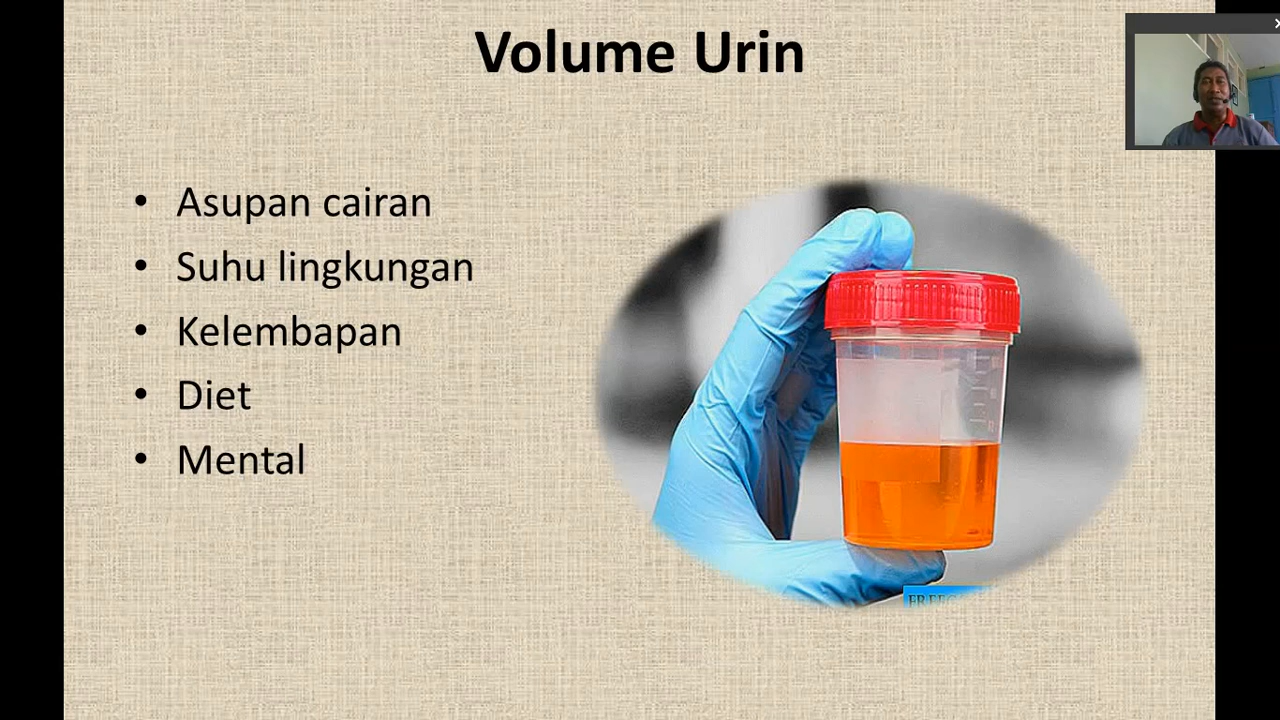 Volume Urin
• Asupan cairan
• Suhu lingkungan
• Kelembapan
• Diet
• Mental